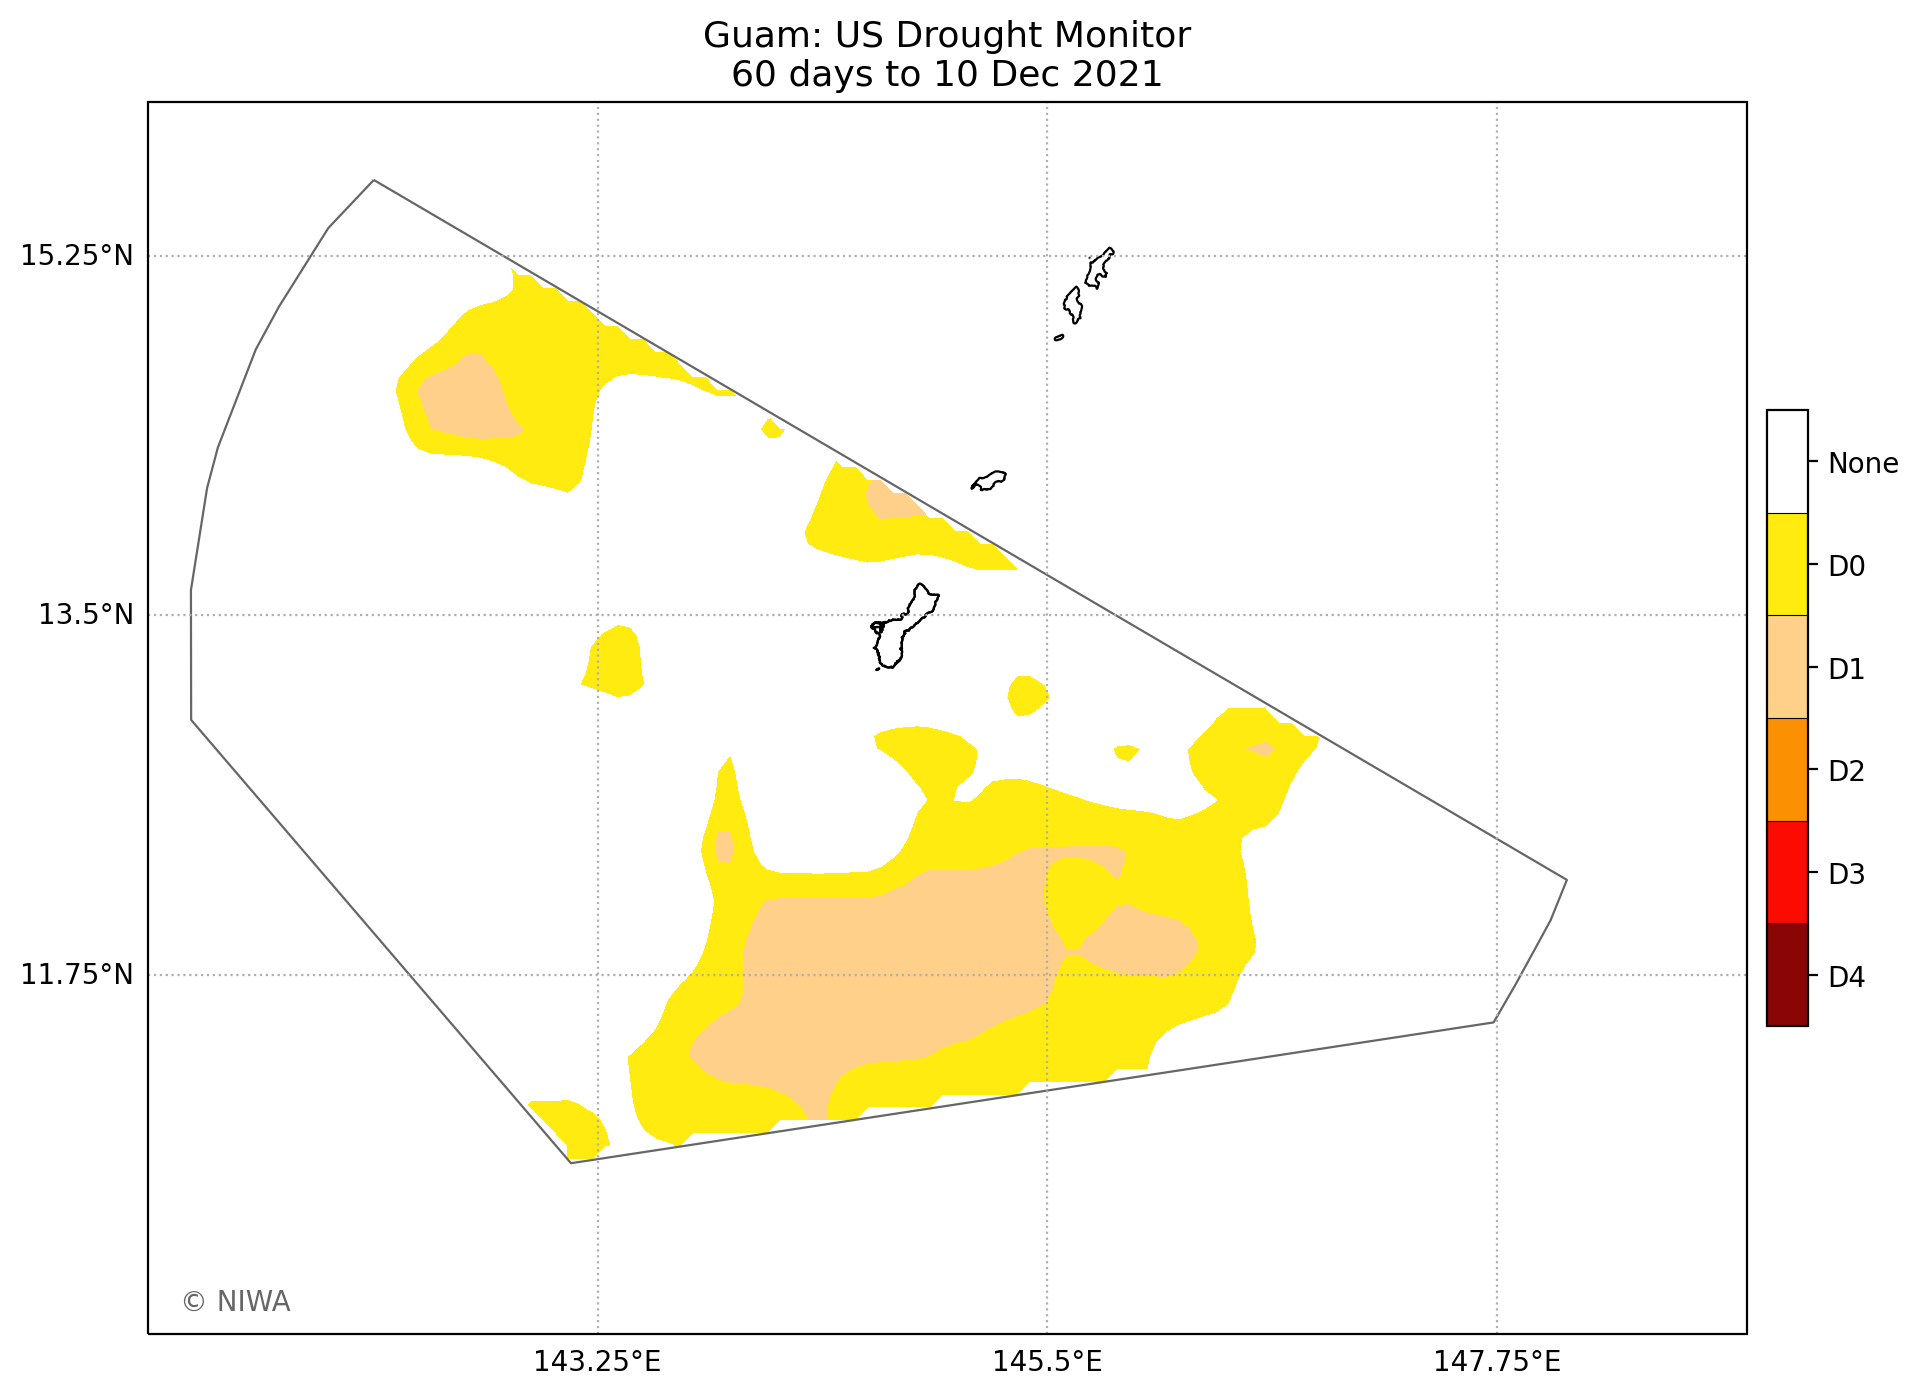 Guam: US Drought Monitor
60 days to 10 Dec 2021
15.25°N
13.5°N
11.75°N
143.25°E
145.5°E
147.75°E
None
D0
D1
D2
D3
D4
© NIWA